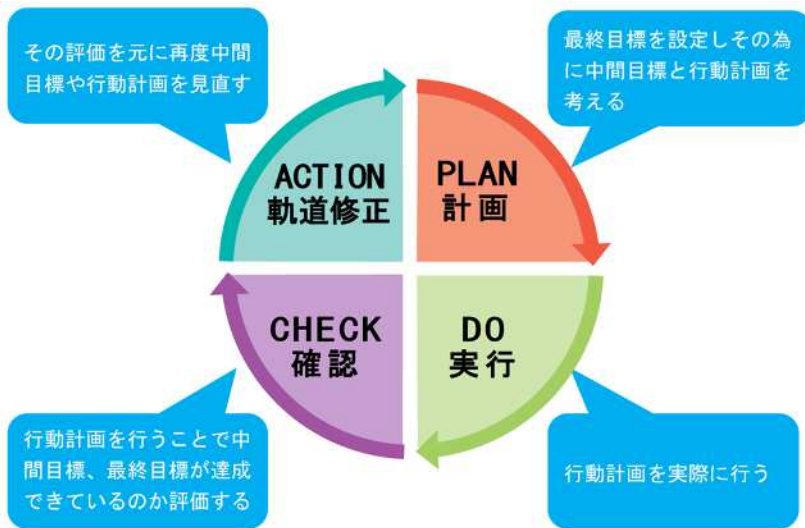 その評価を元に再度中間
目標や行動計画を見直す
最終目標を設定しその為
に中間目標と行動計画を
考える
ACTION
軌道修正
PLAN
計画
CHECK
確認
DO
実行
行動計画を行うことで中
間目標、最終目標が達成
できているのか評価する
行動計画を実際に行う